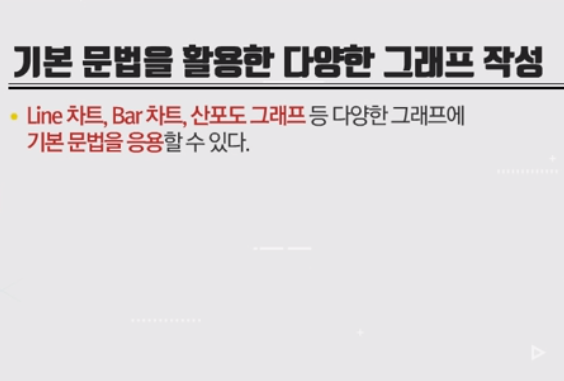 기본 문법을 활용한 다양한 그래프 작성
Line 차트, Bar 차트, 산포도 그래프 등 다양한 그래프에
기본 문법을 응용할 수 있다.